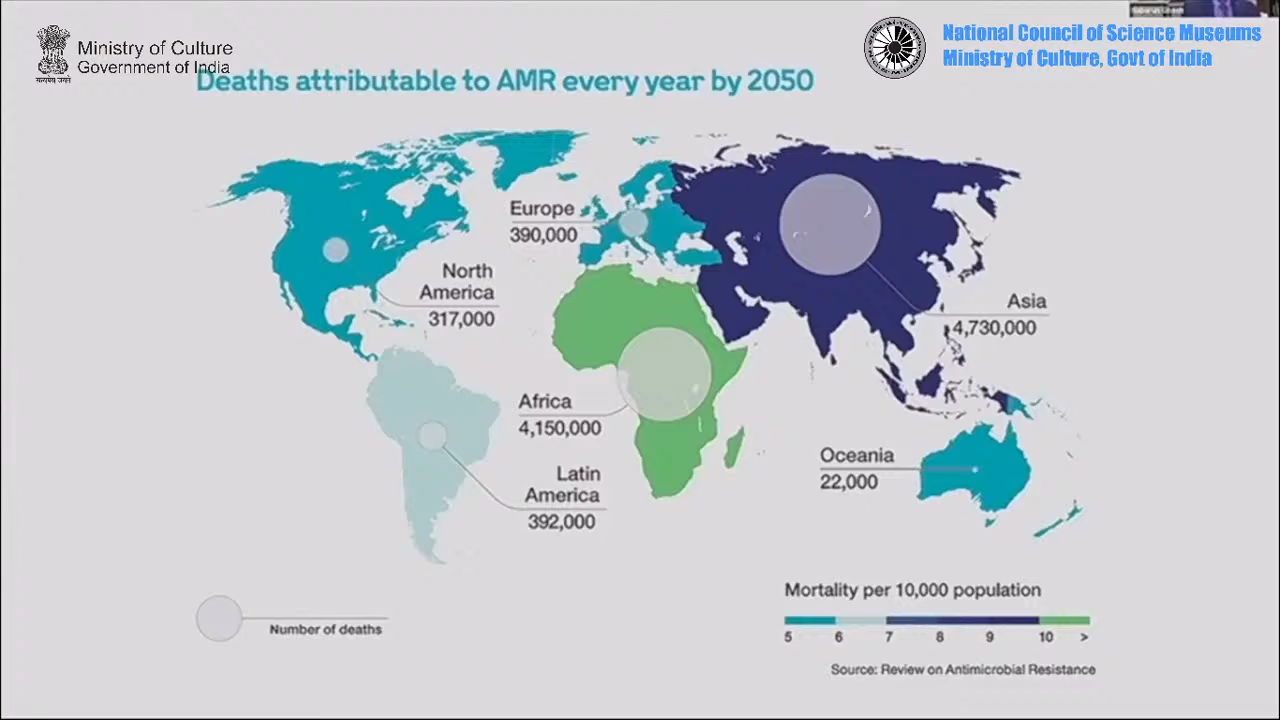 Ministry of Culture
Government of India
सत्यमेव जयते
National Council of Science Museums
Ministry of Culture, Govt of India
Deaths attributable to AMR every year by 2050
Europe
390,000
North
America
317,000
Asia
4,730,000
Africa
4,150,000
Oceania
22,000
Latin
America
392,000
Mortality per 10,000 population
5 6 7 8 9 10 >
Number of deaths
Source: Review on Antimicrobial Resistance